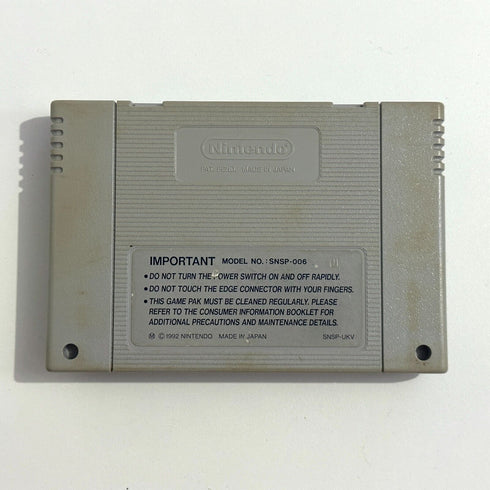 Nintendo
PAT. PEND. MADE IN JAPAN
IMPORTANT MODEL NO.: SNSP-006
• DO NOT TURN THE POWER SWITCH ON AND OFF RAPIDLY.
• DO NOT TOUCH THE EDGE CONNECTOR WITH YOUR FINGERS.
• THIS GAME PAK MUST BE CLEANED REGULARLY. PLEASE
REFER TO THE CONSUMER INFORMATION BOOKLET FOR
ADDITIONAL PRECAUTIONS AND MAINTENANCE DETAILS.
Ⓜ ©1992 NINTENDO MADE IN JAPAN SNSP-UKV